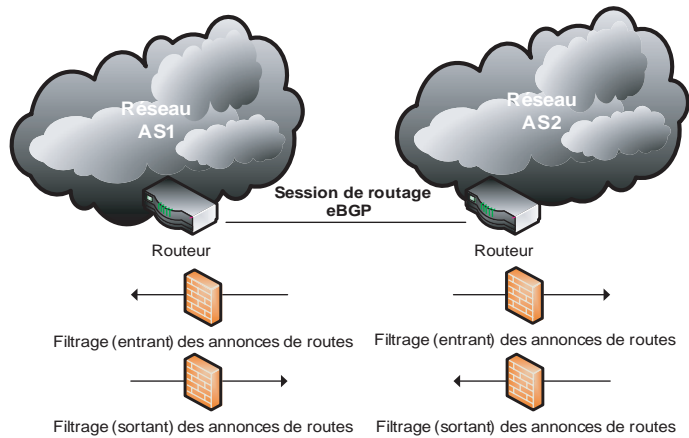 Réseau
AS1
Réseau
AS2
Session de routage
eBGP
Routeur
Routeur
Filtrage (entrant) des annonces de routes
Filtrage (entrant) des annonces de routes
Filtrage (sortant) des annonces de routes
Filtrage (sortant) des annonces de routes